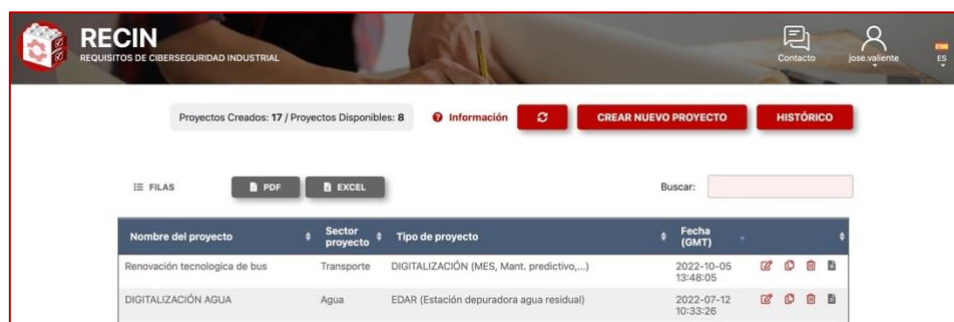 RECIN
REQUISITOS DE CIBERSEGURIDAD INDUSTRIAL
Contacto
jose.valiente
ES
Proyectos Creados: 17 / Proyectos Disponibles: 8
Información
CREAR NUEVO PROYECTO
HISTÓRICO
FILAS
PDF
EXCEL
Buscar:
Nombre del proyecto Sector proyecto Tipo de proyecto Fecha (GMT)
Renovación tecnologica de bus Transporte DIGITALIZACIÓN (MES, Mant. predictivo,...) 2022-10-05 13:48:05
DIGITALIZACIÓN AGUA Agua EDAR (Estación depuradora agua residual) 2022-07-12 10:33:26